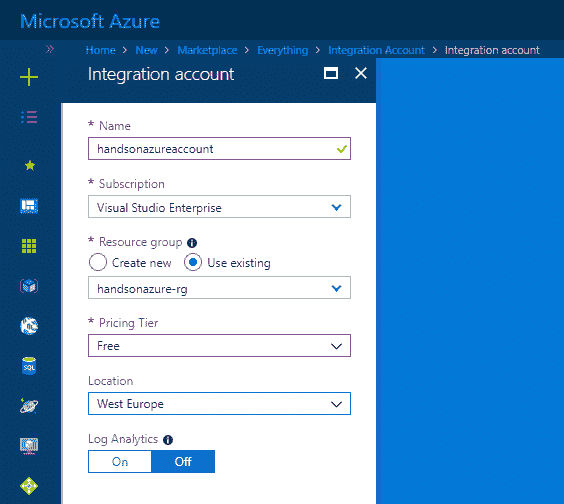 Microsoft Azure
» Home > New > Marketplace > Everything > Integration Account > Integration account
Integration account
* Name
handsonazureaccount
* Subscription
Visual Studio Enterprise
* Resource group
Create new Use existing
handsonazure-rg
* Pricing Tier
Free
Location
West Europe
Log Analytics
On Off
SQL